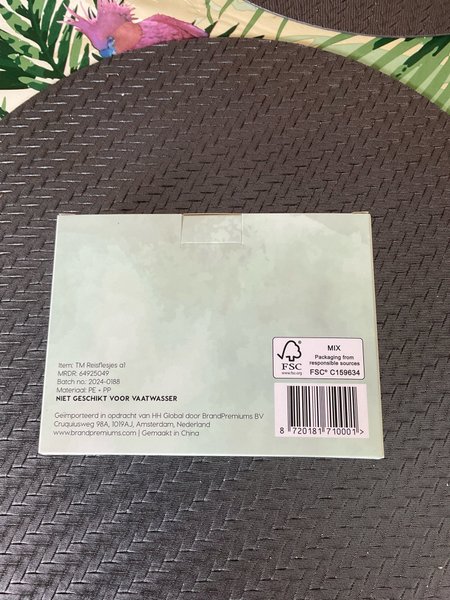 Item: TM Reisflesjes a1
MRDR: 64925049
Batch no.: 2024-0188
Materiaal: PE + PP
NIET GESCHIKT VOOR VAATWASSER
Geïmporteerd in opdracht van HH Global door BrandPremiums BV
Cruquiusweg 98A, 1019AJ, Amsterdam, Nederland
www.brandpremiums.com | Gemaakt in China
FSC
www.fsc.org
MIX
Packaging from
responsible sources
FSC® C159634
8 720181 710001 >